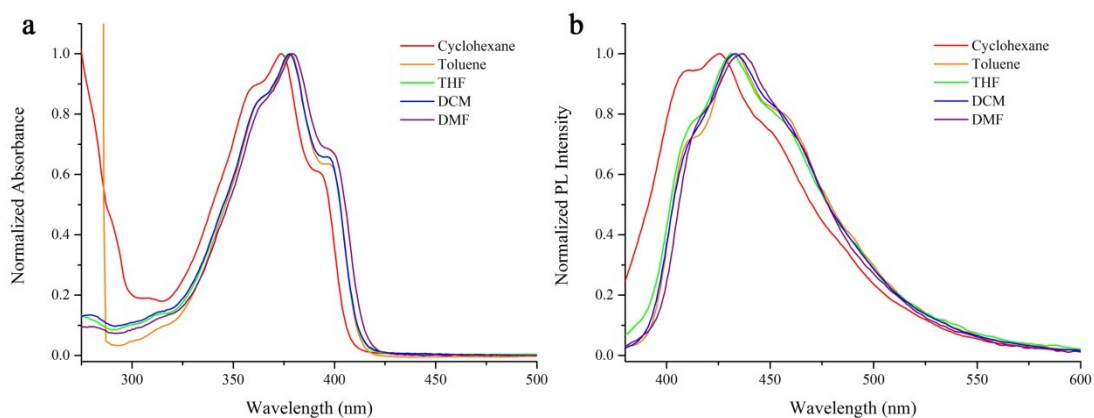 a
Normalized Absorbance
1.0
0.8
0.6
0.4
0.2
0.0
Cyclohexane
Toluene
THF
DCM
DMF
300 350 400 450 500
Wavelength (nm)
b
Normalized PL Intensity
1.0
0.8
0.6
0.4
0.2
0.0
Cyclohexane
Toluene
THF
DCM
DMF
400 450 500 550 600
Wavelength (nm)